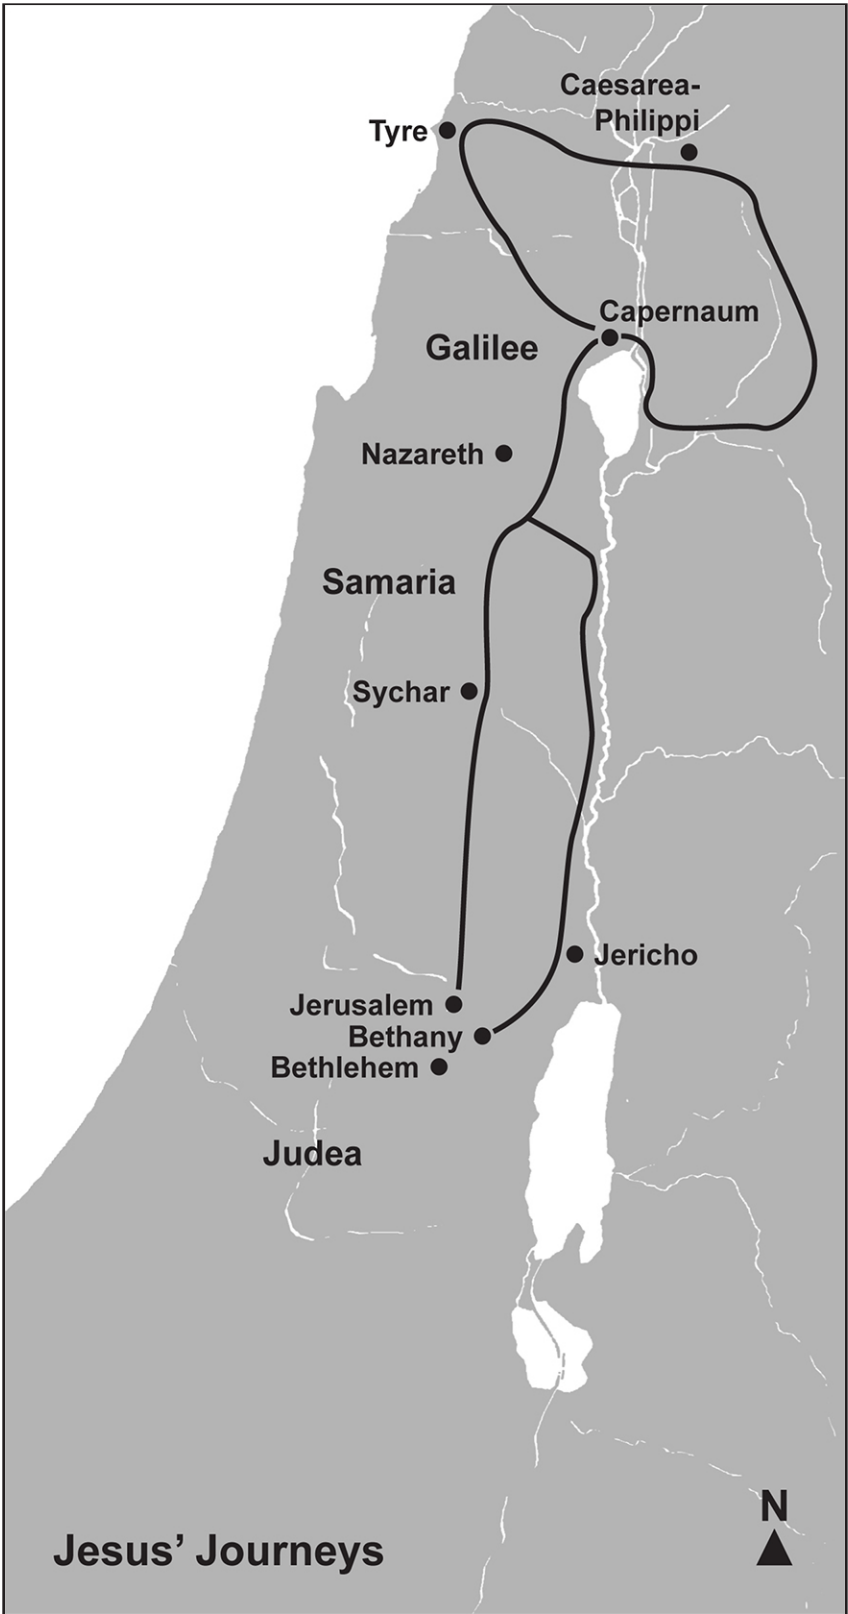 Caesarea-
Philippi
Tyre
Capernaum
Galilee
Nazareth
Samaria
Sychar
Jericho
Jerusalem
Bethany
Bethlehem
Judea
N
Jesus’ Journeys